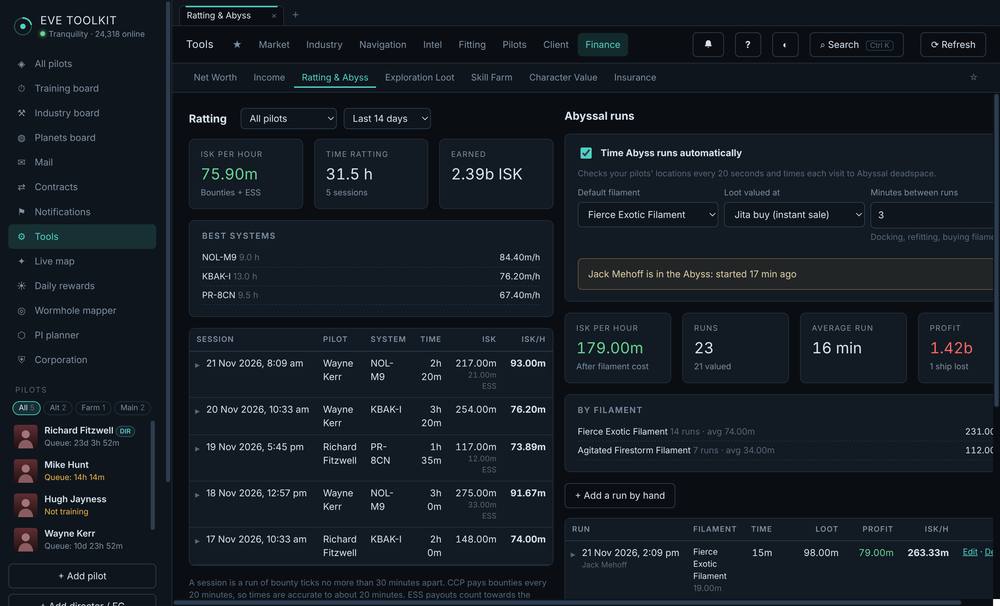 EVE TOOLKIT
Tranquility · 24,318 online
All pilots
Training board
Industry board
Planets board
Mail
Contracts
Notifications
Tools
Live map
Daily rewards
Wormhole mapper
PI planner
Corporation
PILOTS
All 5 Alt 2 Farm 1 Main 2
Richard Fitzwell DIR
Queue: 23d 3h 52m
Mike Hunt
Queue: 14h 14m
Hugh Jayness
Not training
Wayne Kerr
Queue: 10d 23h 52m
+ Add pilot
Ratting & Abyss × +
Tools ★ Market Industry Navigation Intel Fitting Pilots Client Finance ? Search Ctrl K Refresh
Net Worth Income Ratting & Abyss Exploration Loot Skill Farm Character Value Insurance
Ratting All pilots Last 14 days
ISK PER HOUR
75.90m
Bounties + ESS
TIME RATTING
31.5 h
5 sessions
EARNED
2.39b ISK
BEST SYSTEMS
NOL-M9 9.0 h 84.40m/h
KBAK-I 13.0 h 76.20m/h
PR-8CN 9.5 h 67.40m/h
SESSION PILOT SYSTEM TIME ISK ISK/H
21 Nov 2026, 8:09 am Wayne NOL- 2h 217.00m 93.00m
Kerr M9 20m 21.00m
ESS
20 Nov 2026, 10:33 am Wayne KBAK-I 3h 254.00m 76.20m
Kerr 20m
19 Nov 2026, 5:45 pm Richard PR- 1h 117.00m 73.89m
Fitzwell 8CN 35m 12.00m
ESS
18 Nov 2026, 12:57 pm Wayne NOL- 3h 275.00m 91.67m
Kerr M9 0m 33.00m
ESS
17 Nov 2026, 10:33 am Richard KBAK-I 2h 148.00m 74.00m
Fitzwell 0m
A session is a run of bounty ticks no more than 30 minutes apart. CCP pays bounties every
20 minutes, so times are accurate to about 20 minutes. ESS payouts count towards the
Abyssal runs
Time Abyss runs automatically
Checks your pilots' locations every 20 seconds and times each visit to Abyssal deadspace.
Default filament Loot valued at Minutes between runs
Fierce Exotic Filament Jita buy (instant sale) 3
Docking, refitting, buying
Jack Mehoff is in the Abyss: started 17 min ago
ISK PER HOUR
179.00m
After filament cost
RUNS
23
21 valued
AVERAGE RUN
16 min
PROFIT
1.42b
1 ship lost
BY FILAMENT
Fierce Exotic Filament 14 runs · avg 74.00m 231.00
Agitated Firestorm Filament 7 runs · avg 34.00m 112.00
+ Add a run by hand
RUN FILAMENT TIME LOOT PROFIT ISK/H
21 Nov 2026, 2:09 pm Fierce 15m 98.00m 79.00m 263.33m Edit ·
Jack Mehoff Exotic
Filament
19.00m